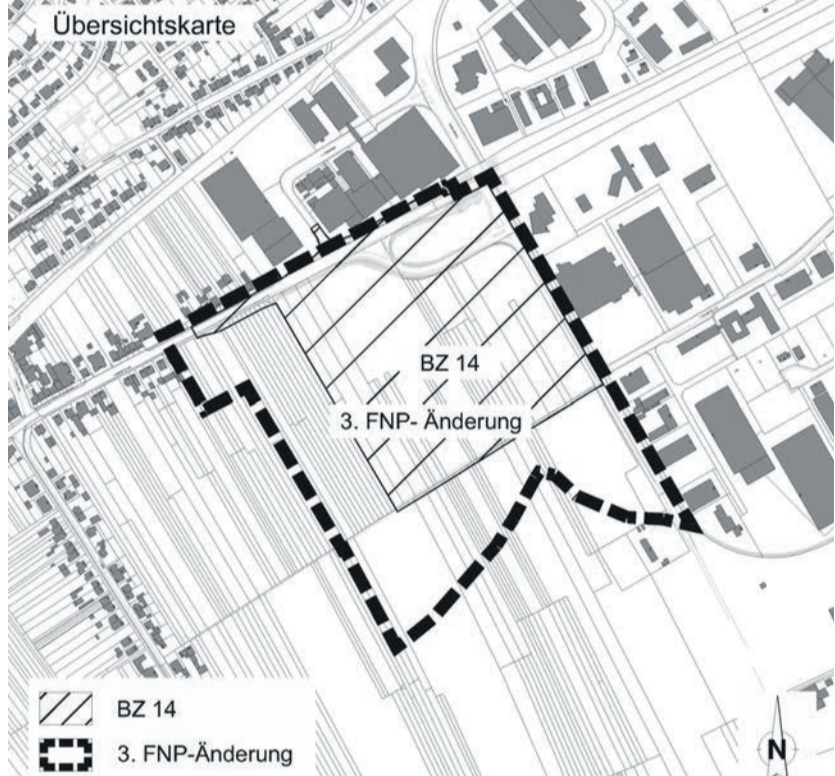 Übersichtskarte
BZ 14
3. FNP- Änderung
BZ 14
3. FNP-Änderung
N